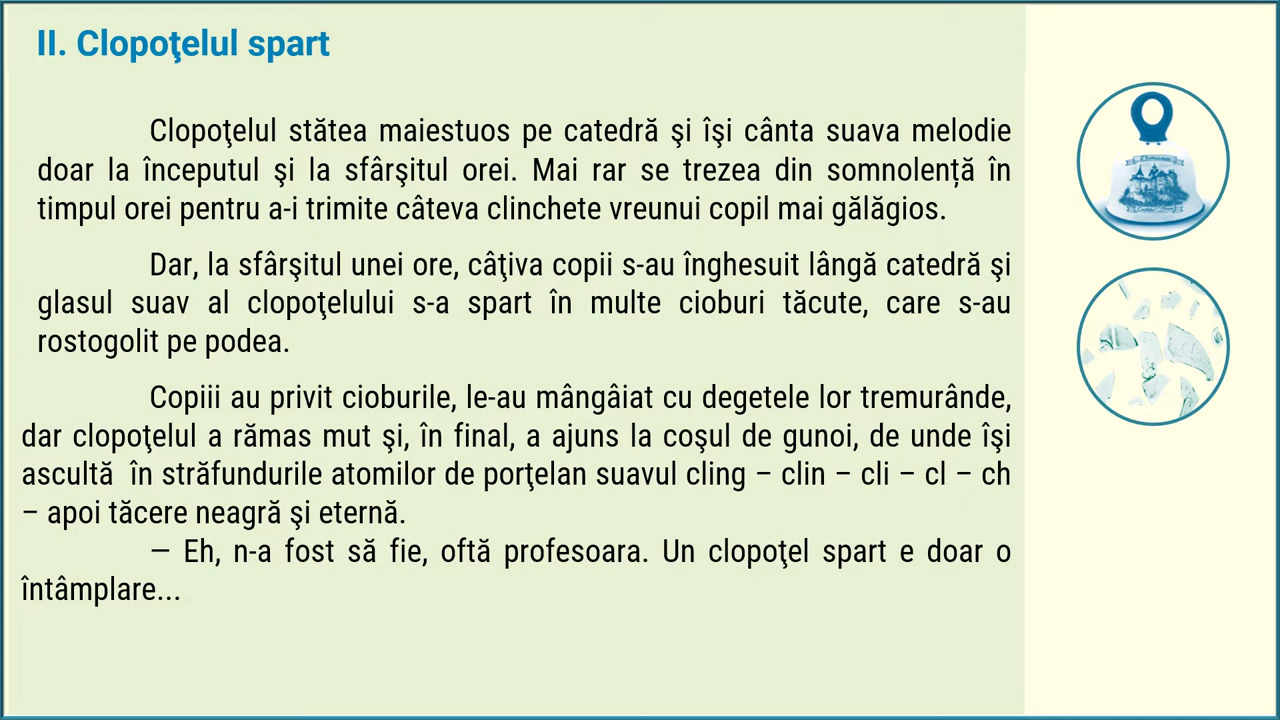 II. Clopoţelul spart
Clopoţelul stătea maiestuos pe catedră şi îşi cânta suava melodie
doar la începutul şi la sfârşitul orei. Mai rar se trezea din somnolență în
timpul orei pentru a-i trimite câteva clinchete vreunui copil mai gălăgios.
Dar, la sfârşitul unei ore, câţiva copii s-au înghesuit lângă catedră şi
glasul suav al clopoţelului s-a spart în multe cioburi tăcute, care s-au
rostogolit pe podea.
Copiii au privit cioburile, le-au mângâiat cu degetele lor tremurânde,
dar clopoţelul a rămas mut şi, în final, a ajuns la coşul de gunoi, de unde îşi
ascultă în străfundurile atomilor de porţelan suavul cling – clin – cli – cl – ch
– apoi tăcere neagră şi eternă.
— Eh, n-a fost să fie, oftă profesoara. Un clopoţel spart e doar o
întâmplare...